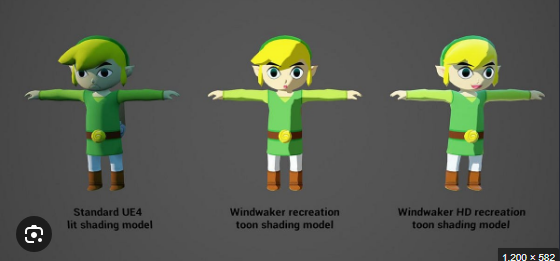 Standard UE4
lit shading model
Windwaker recreation
toon shading model
Windwaker HD recreation
toon shading model
1,200 × 582